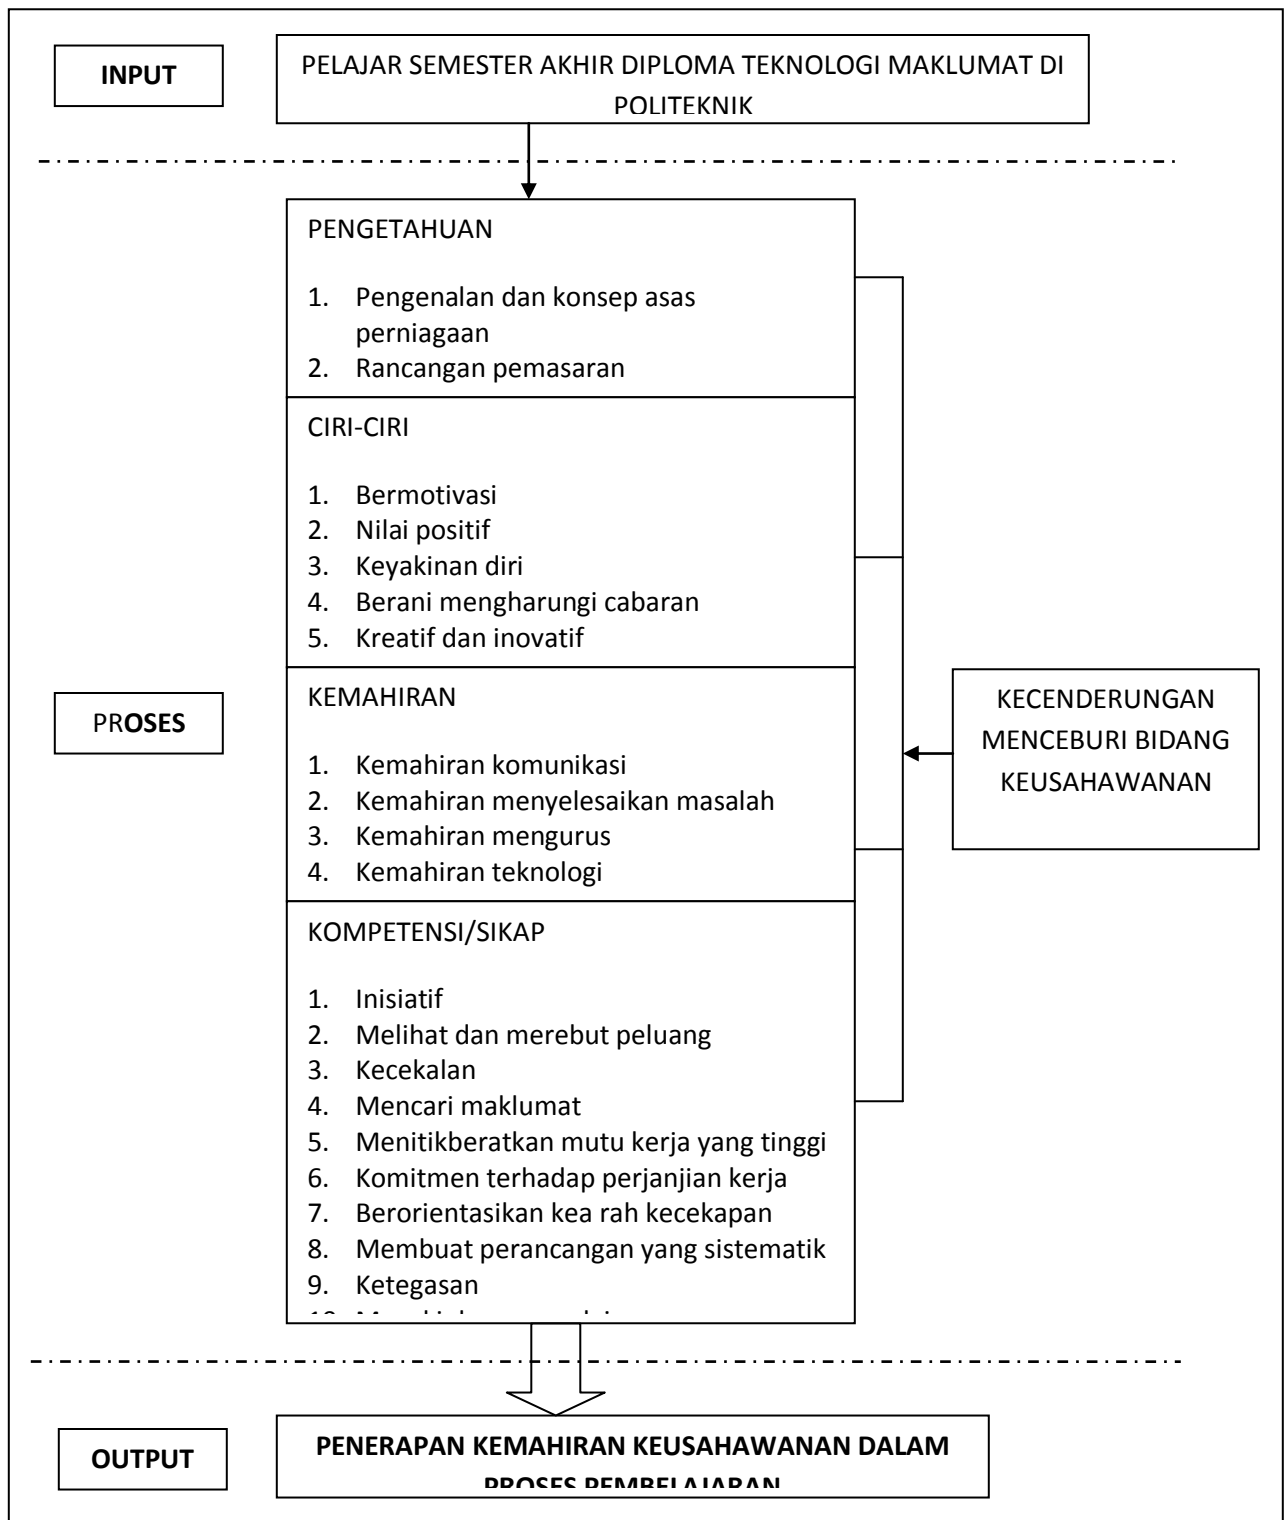 INPUT
PELAJAR SEMESTER AKHIR DIPLOMA TEKNOLOGI MAKLUMAT DI
POLITEKNIK
PENGETAHUAN
1. Pengenalan dan konsep asas
perniagaan
2. Rancangan pemasaran
CIRI-CIRI
1. Bermotivasi
2. Nilai positif
3. Keyakinan diri
4. Berani mengharungi cabaran
5. Kreatif dan inovatif
PROSES
KEMAHIRAN
1. Kemahiran komunikasi
2. Kemahiran menyelesaikan masalah
3. Kemahiran mengurus
4. Kemahiran teknologi
KECENDERUNGAN
MENCEBURI BIDANG
KEUSAHAWANAN
KOMPETENSI/SIKAP
1. Inisiatif
2. Melihat dan merebut peluang
3. Kecekalan
4. Mencari maklumat
5. Menitikberatkan mutu kerja yang tinggi
6. Komitmen terhadap perjanjian kerja
7. Berorientasikan kea rah kecekapan
8. Membuat perancangan yang sistematik
9. Ketegasan
OUTPUT
PENERAPAN KEMAHIRAN KEUSAHAWANAN DALAM
PROSES PEMBELAJARAN